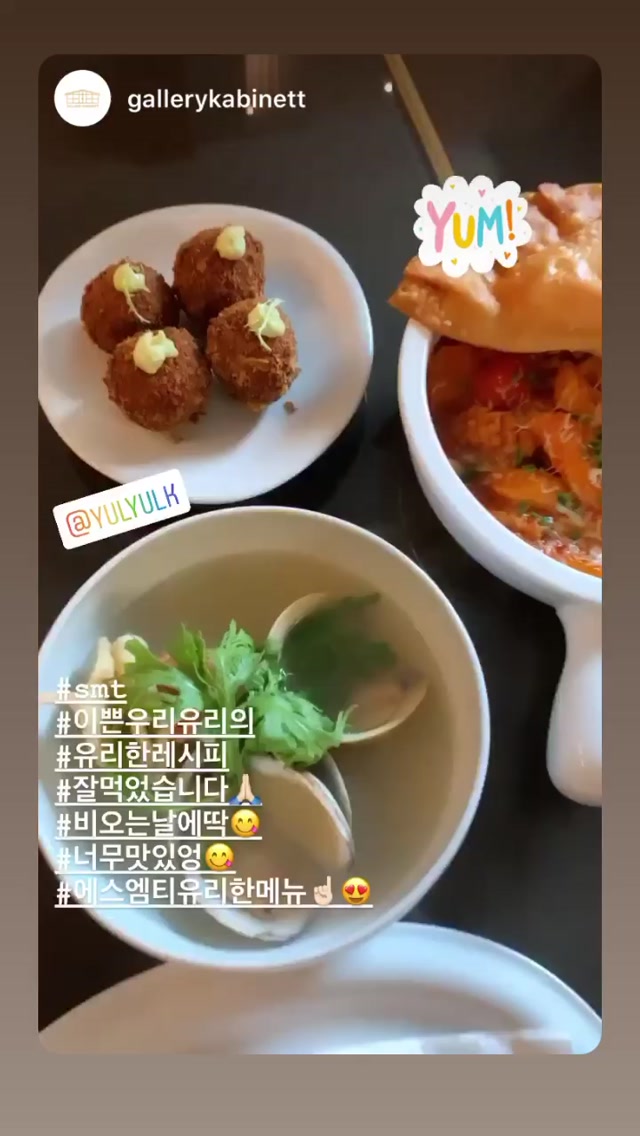 gallerykabinett
YUM!
@YULYULK
#smt
#이쁜우리유리의
#유리한레시피
#잘먹었습니다🙏🏻
#비오는날에딱😋
#너무맛있엉😋
#에스엠티유리한메뉴☝🏻😍